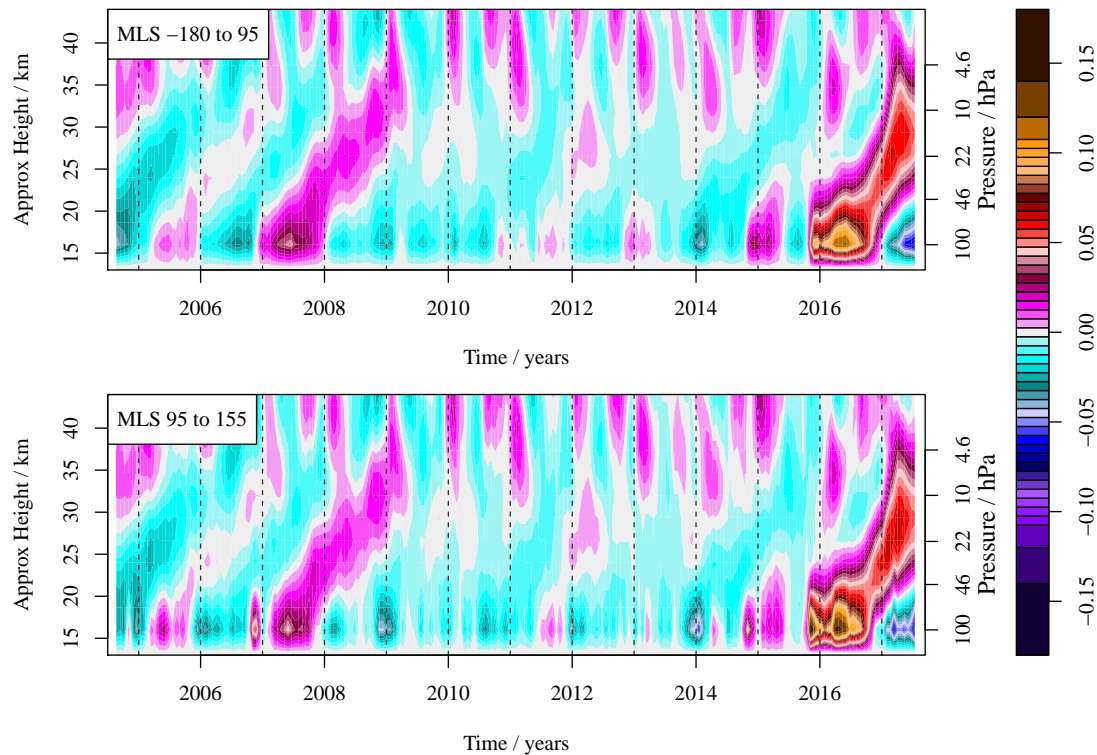 MLS −180 to 95
Approx Height / km
15 20 25 30 35 40
100 46 22 10 4.6
Pressure / hPa
2006 2008 2010 2012 2014 2016
Time / years
MLS 95 to 155
Approx Height / km
15 20 25 30 35 40
100 46 22 10 4.6
Pressure / hPa
2006 2008 2010 2012 2014 2016
Time / years
−0.15 −0.10 −0.05 0.00 0.05 0.10 0.15